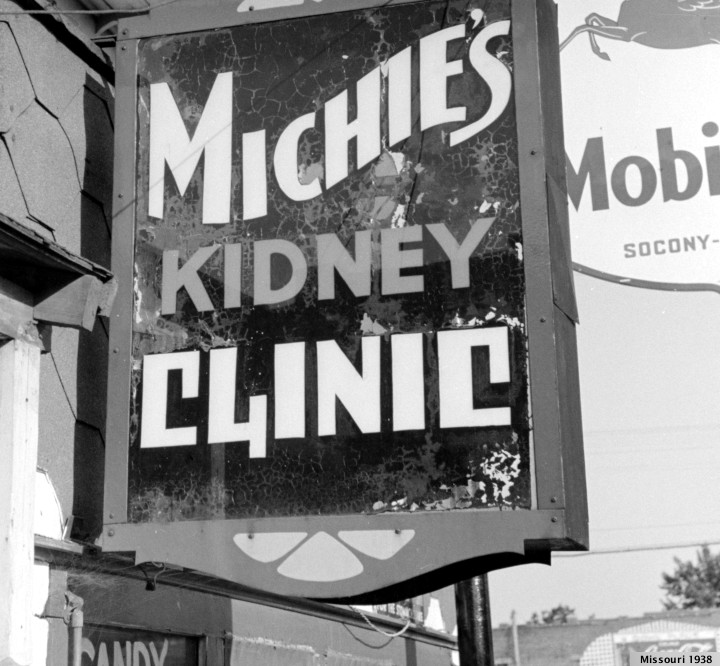 MICHIE'S
KIDNEY
CLINIC
Mobi
SOCONY-
CANDY
Missouri 1938